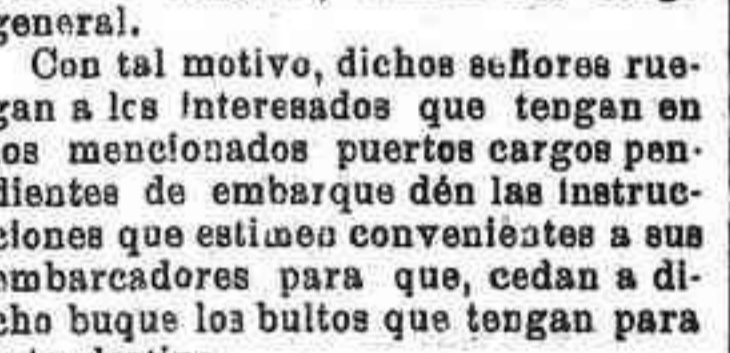 general.
Con tal motivo, dichos señores rue-
gan a los interesados que tengan en
los mencionados puertos cargos pen-
dientes de embarque dén las instruc-
ciones que estimen convenientes a sus
embarcadores para que, cedan a di-
cho buque los bultos que tengan para